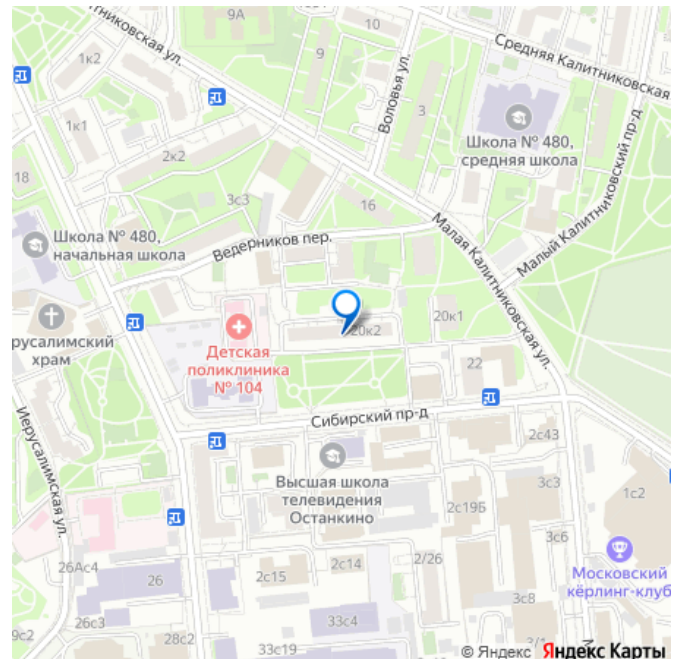 9А
10
9
3
1к2
тниковская ул.
Воловья ул.
Средняя Калитниковская
1к1
2к2
Школа № 480,
средняя школа
Малый Калитниковский пр-д
18
3с3
16
Школа № 480,
начальная школа
Ведерников пер.
Малая Калитниковская ул.
русалимский
храм
Детская
поликлиника
№ 104
20к2
20к1
22
Сибирский пр-д
Иерусалимская ул.
Высшая школа
телевидения
Останкино
2с43
3с3
1с2
2с19Б
3с6
Московский
кёрлинг-клуб
26Ас4
26
2с15
2с14
2/26
3с8
26с3
33с4
9с2
28с2
33с19
3/1
© Яндекс Яндекс Карты